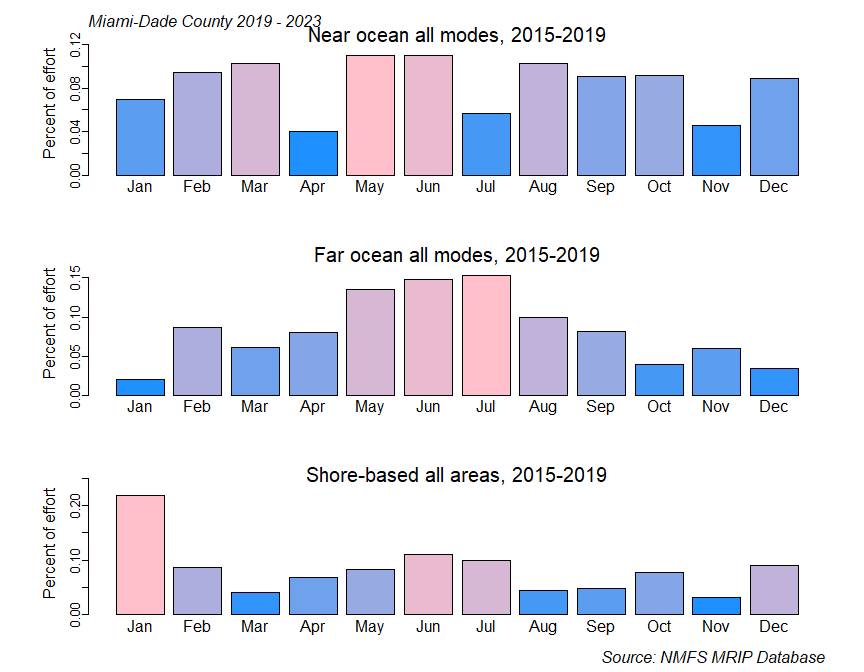 Miami-Dade County 2019 - 2023
Near ocean all modes, 2015-2019
Percent of effort
0.00 0.04 0.08 0.12
Jan Feb Mar Apr May Jun Jul Aug Sep Oct Nov Dec
Far ocean all modes, 2015-2019
Percent of effort
0.00 0.05 0.10 0.15
Jan Feb Mar Apr May Jun Jul Aug Sep Oct Nov Dec
Shore-based all areas, 2015-2019
Percent of effort
0.00 0.10 0.20
Jan Feb Mar Apr May Jun Jul Aug Sep Oct Nov Dec
Source: NMFS MRIP Database